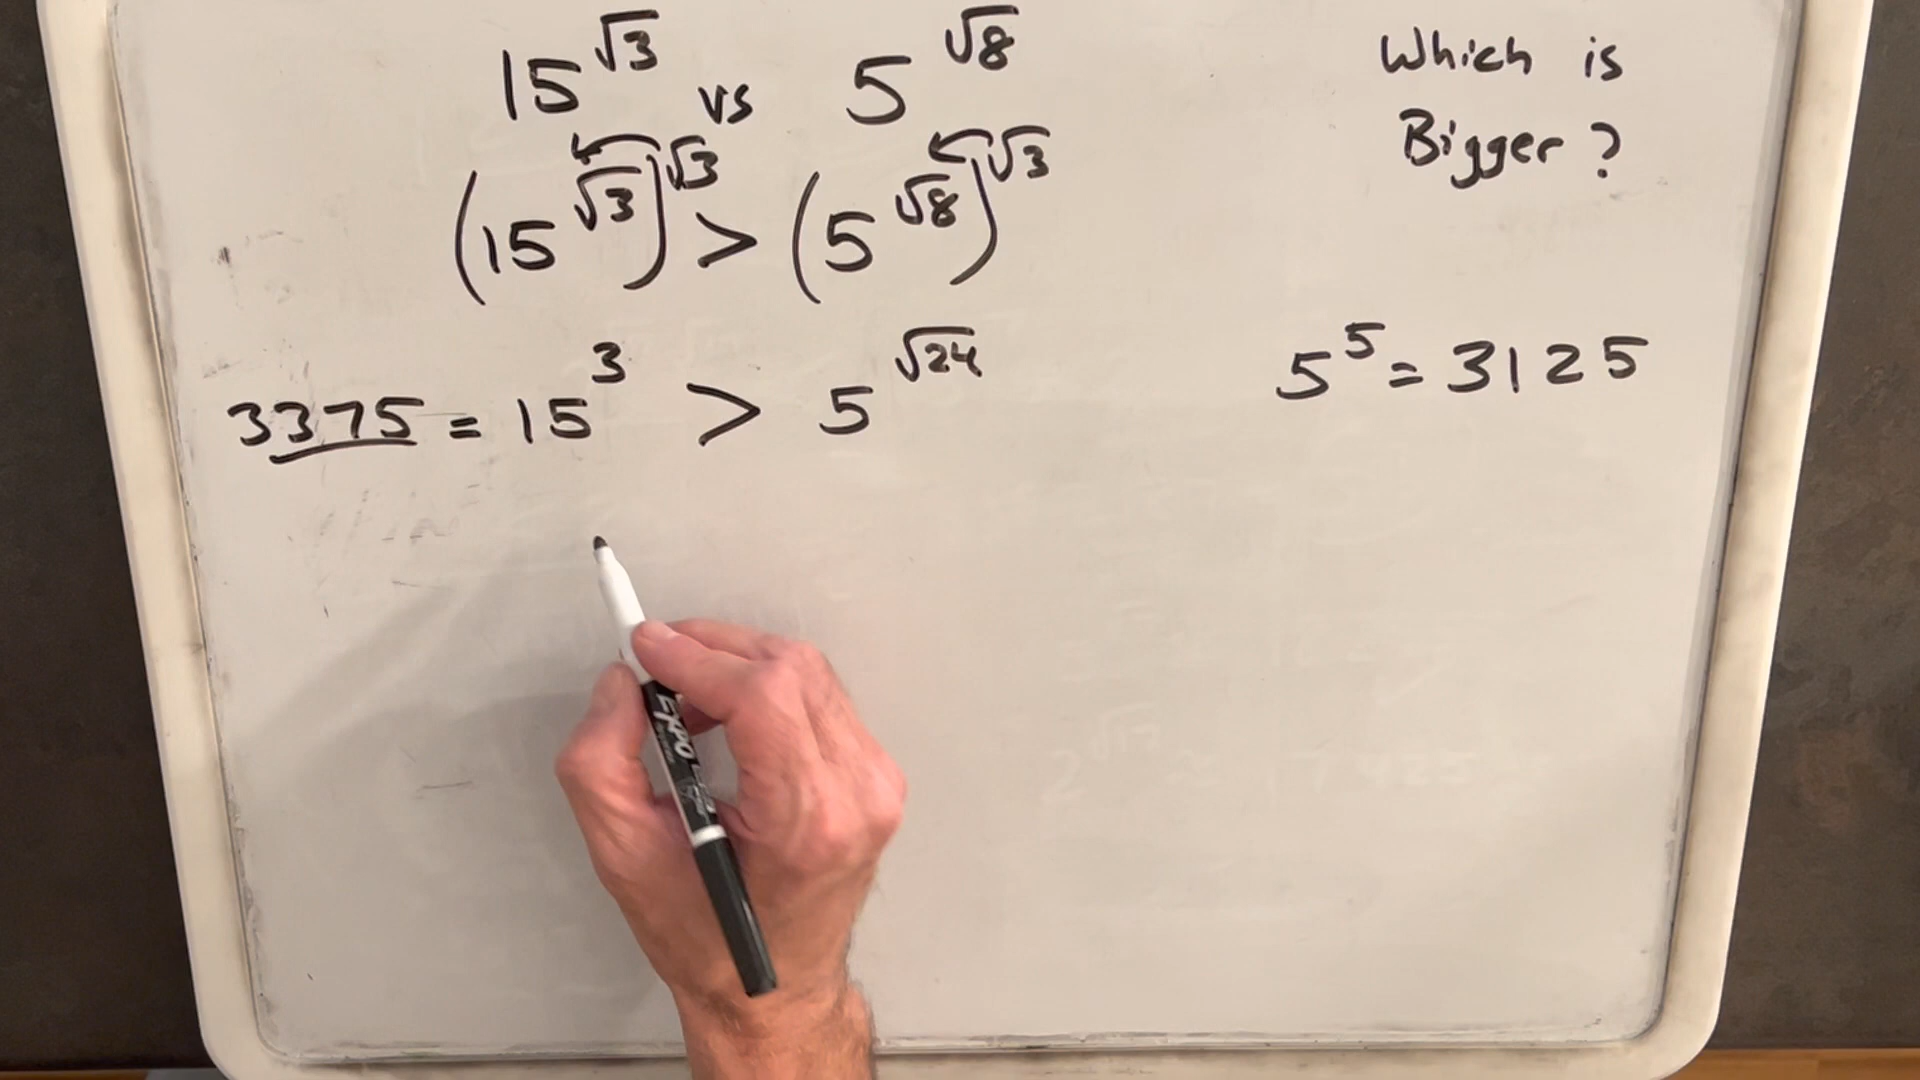 15^√3 vs 5^√8
Which is
Bigger?
(15^√3)^√3 > (5^√8)^√3
3375 = 15^3 > 5^√24
5^5 = 3125
EXPO